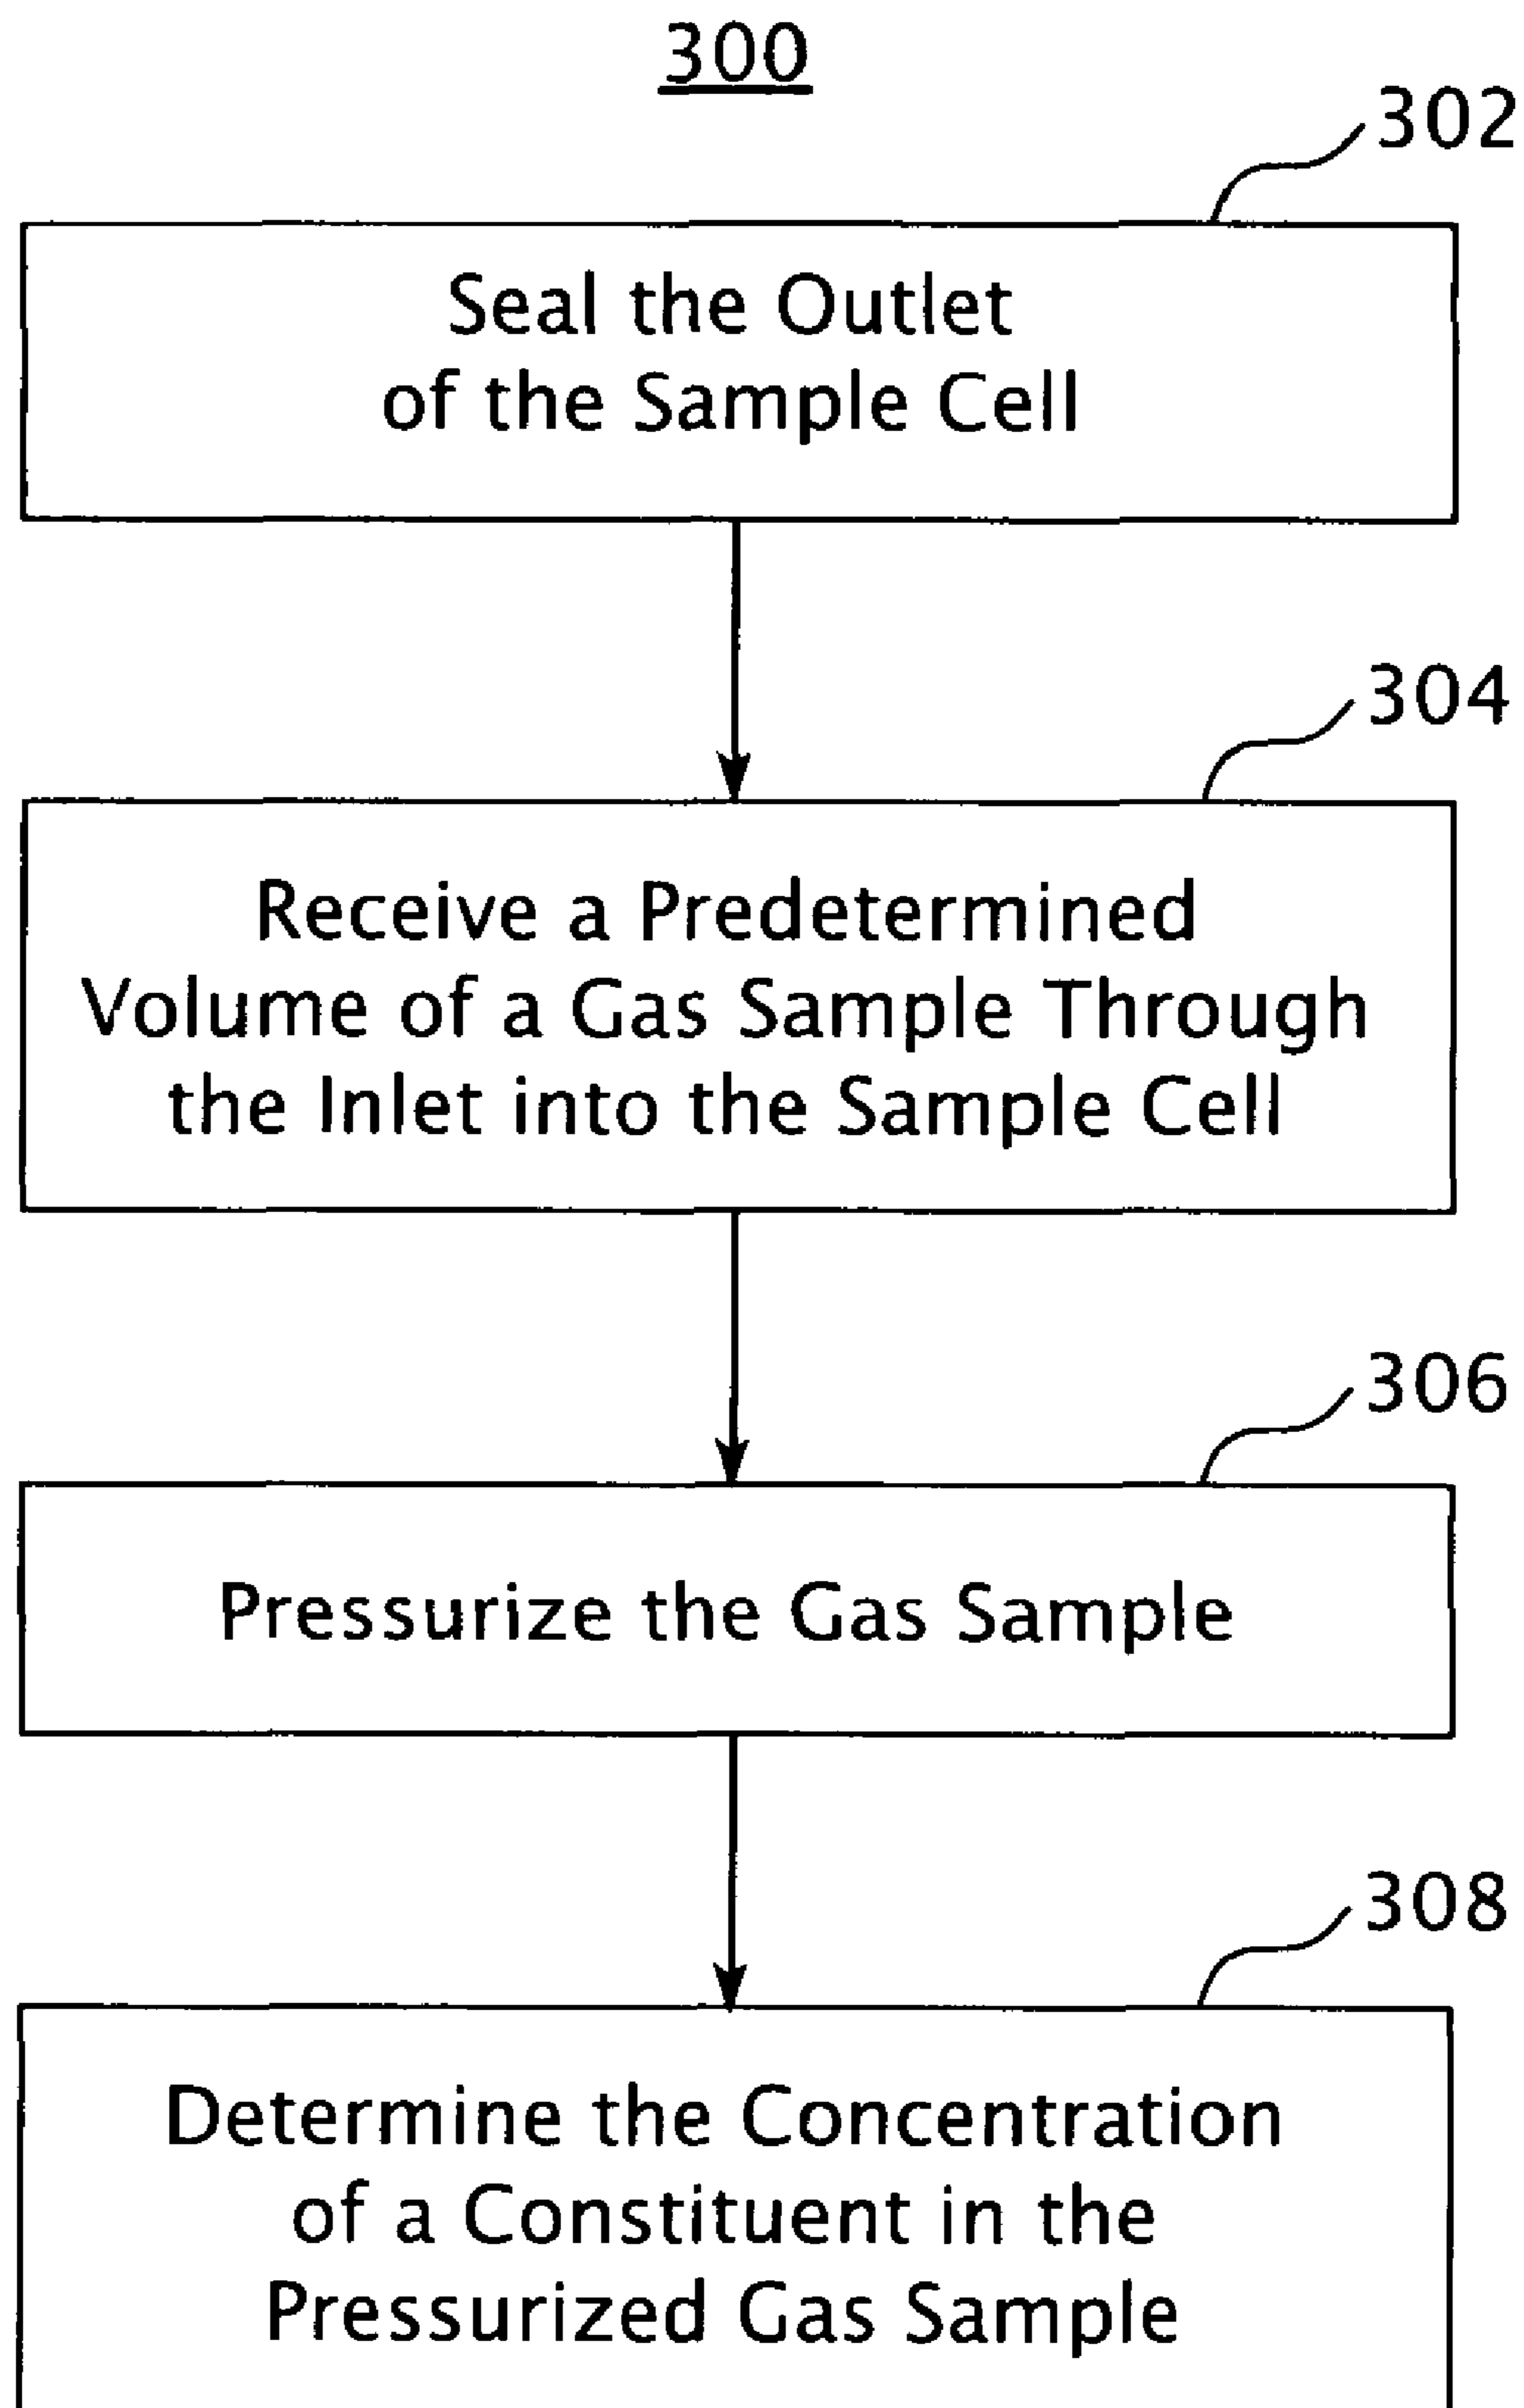 300
302
Seal the Outlet
of the Sample Cell
304
Receive a Predetermined
Volume of a Gas Sample Through
the Inlet into the Sample Cell
306
Pressurize the Gas Sample
308
Determine the Concentration
of a Constituent in the
Pressurized Gas Sample